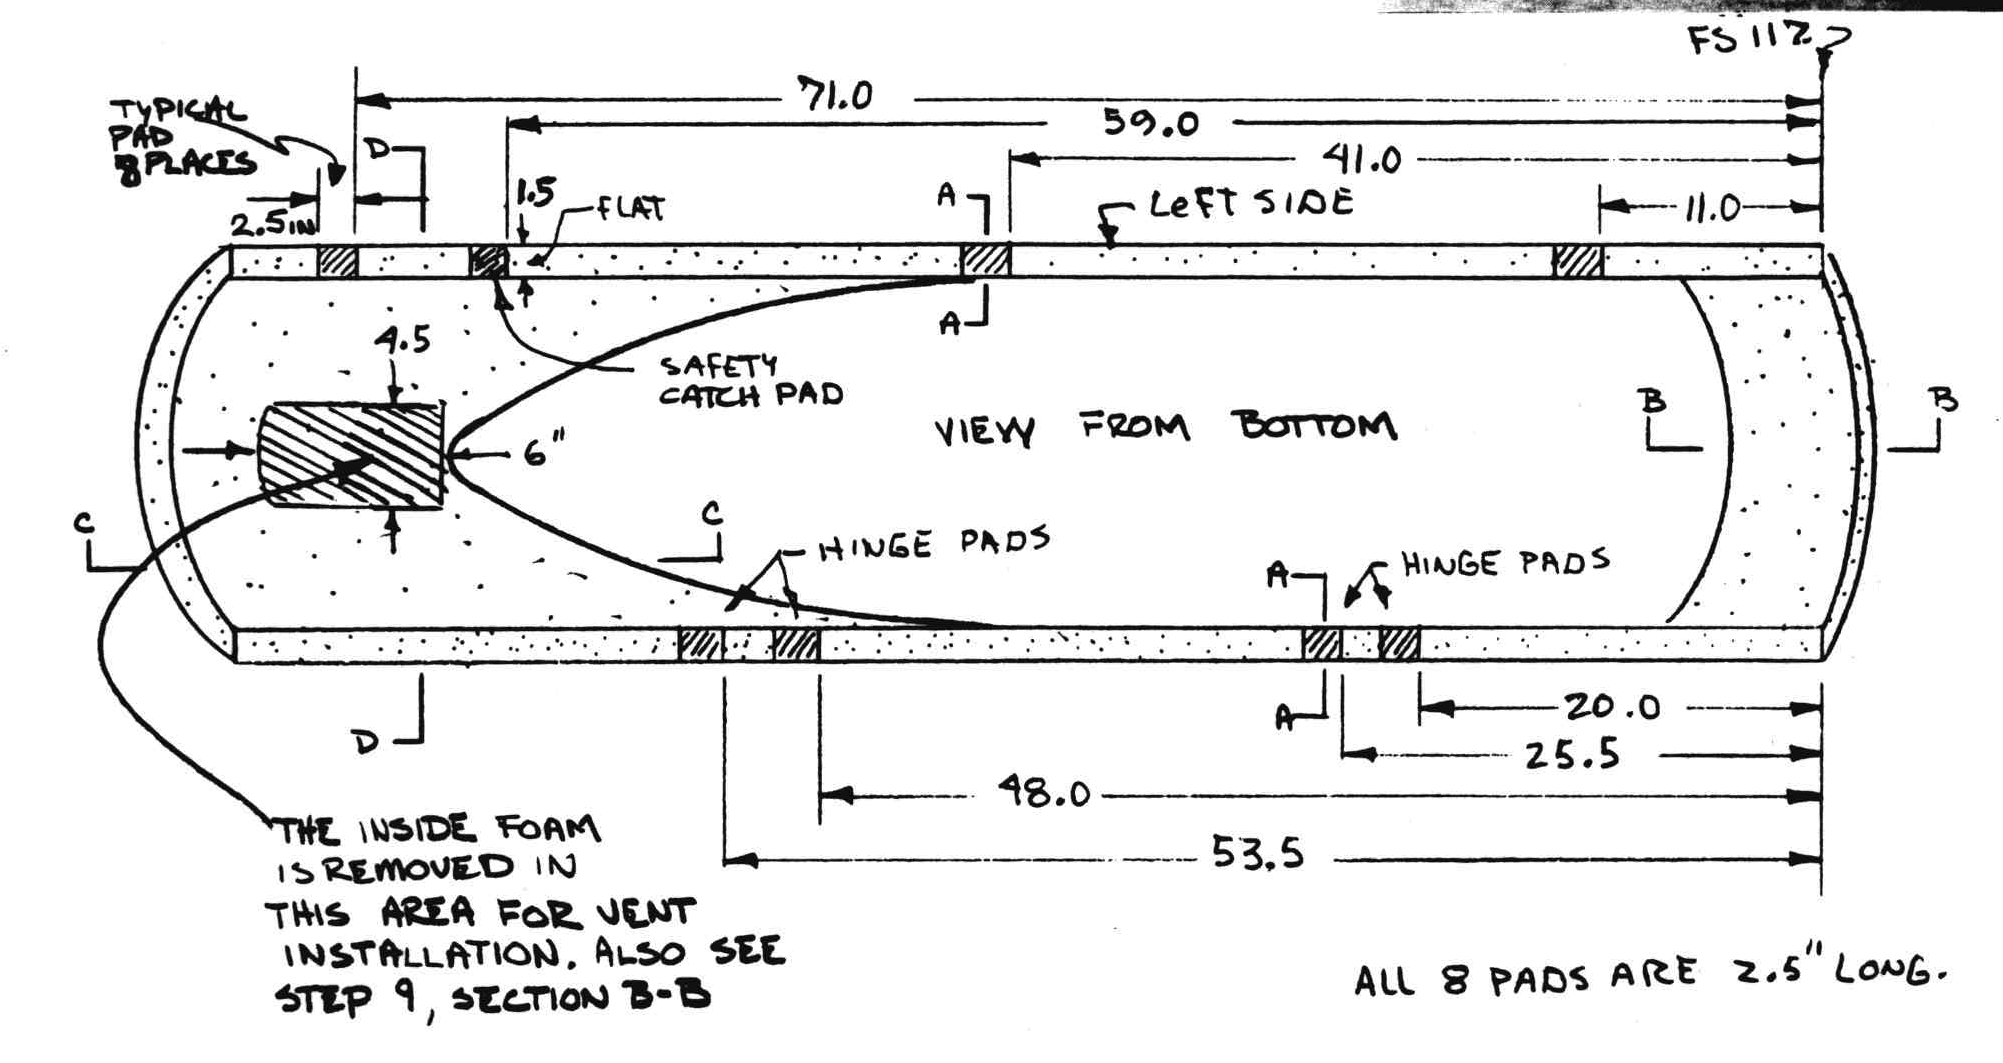 FS 112
71.0
59.0
41.0
11.0
TYPICAL
PAD
8 PLACES
2.5 IN
D
1.5
FLAT
A
LeFT SIDE
A
4.5
SAFETY
CATCH PAD
VIEW FROM BOTTOM
B
B
6"
C
C
HINGE PADS
A
HINGE PADS
D
A
20.0
25.5
48.0
53.5
THE INSIDE FOAM
IS REMOVED IN
THIS AREA FOR VENT
INSTALLATION. ALSO SEE
STEP 9, SECTION B-B
ALL 8 PADS ARE 2.5" LONG.